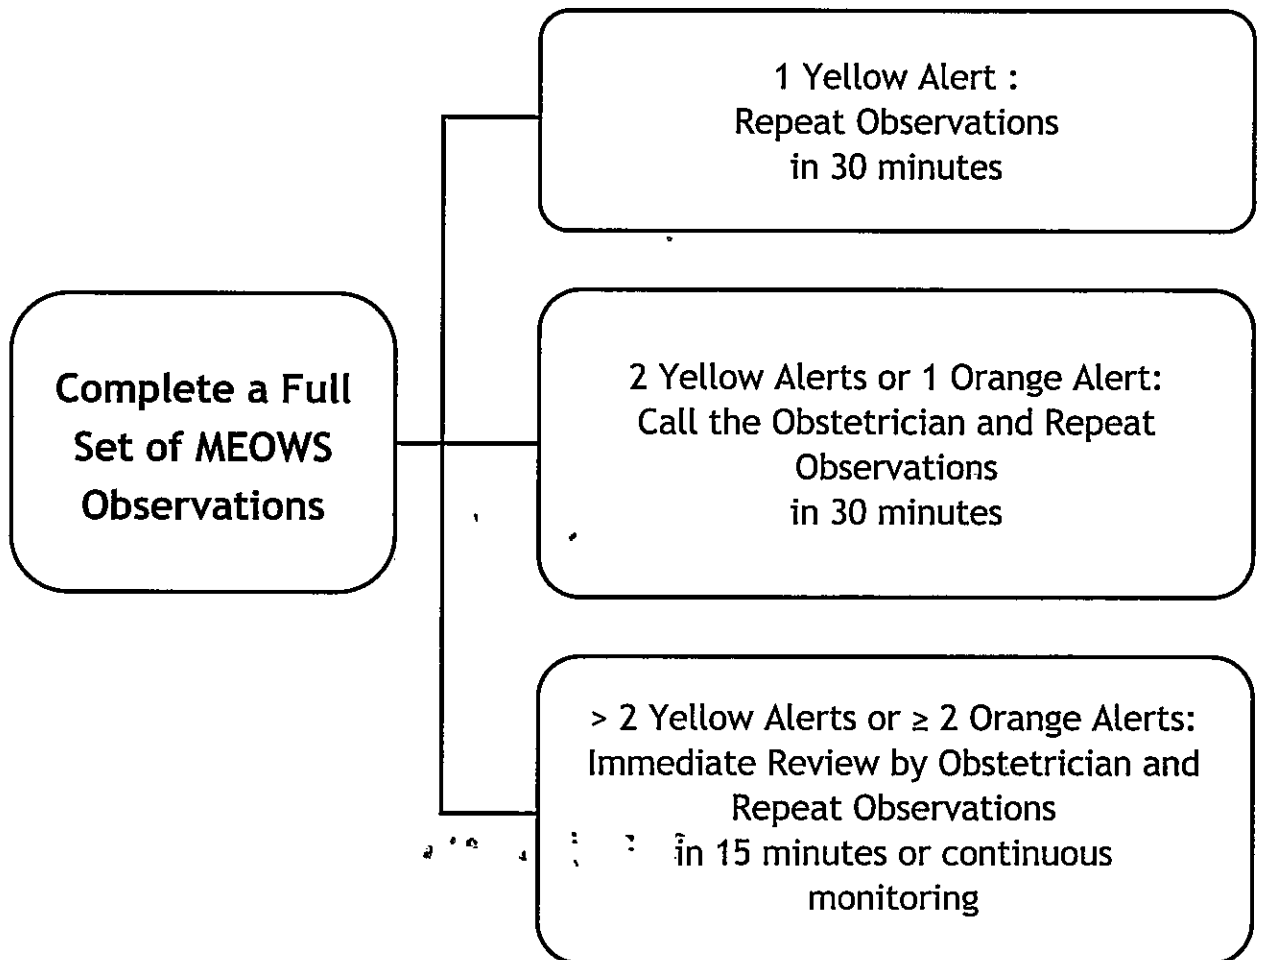 1 Yellow Alert :
Repeat Observations
in 30 minutes
Complete a Full
Set of MEOWS
Observations
2 Yellow Alerts or 1 Orange Alert:
Call the Obstetrician and Repeat
Observations
in 30 minutes
> 2 Yellow Alerts or ≥ 2 Orange Alerts:
Immediate Review by Obstetrician and
Repeat Observations
in 15 minutes or continuous
monitoring